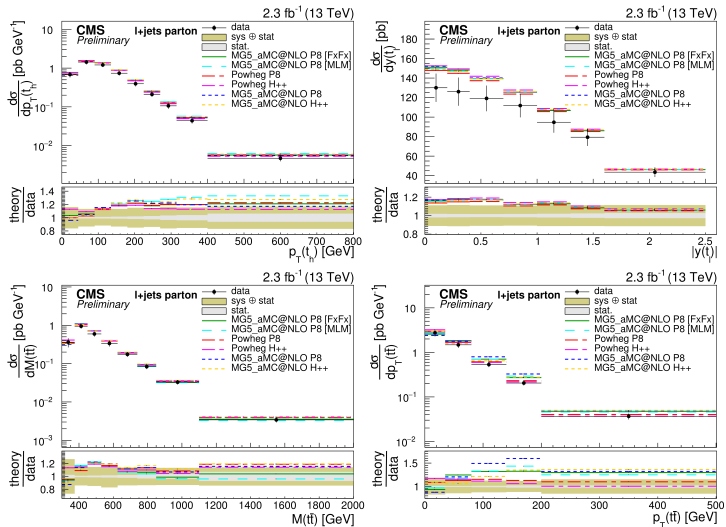 2.3 fb⁻¹ (13 TeV)
CMS
Preliminary
l+jets parton
data
sys ⊕ stat
stat.
MG5_aMC@NLO P8 [FxFx]
MG5_aMC@NLO P8 [MLM]
Powheg P8
Powheg H++
MG5_aMC@NLO P8
MG5_aMC@NLO H++
dσ/dp_T(t_h) [pb GeV⁻¹]
1
10⁻¹
10⁻²
theory/data
1.4
1.2
1
0.8
0 100 200 300 400 500 600 700 800
p_T(t_h) [GeV]
2.3 fb⁻¹ (13 TeV)
CMS
Preliminary
l+jets parton
data
sys ⊕ stat
stat.
MG5_aMC@NLO P8 [FxFx]
MG5_aMC@NLO P8 [MLM]
Powheg P8
Powheg H++
MG5_aMC@NLO P8
MG5_aMC@NLO H++
dσ/dy(t_l) [pb]
180
160
140
120
100
80
60
40
theory/data
1.4
1.2
1
0.8
0 0.5 1 1.5 2 2.5
|y(t_l)|
2.3 fb⁻¹ (13 TeV)
CMS
Preliminary
l+jets parton
data
sys ⊕ stat
stat.
MG5_aMC@NLO P8 [FxFx]
MG5_aMC@NLO P8 [MLM]
Powheg P8
Powheg H++
MG5_aMC@NLO P8
MG5_aMC@NLO H++
dσ/dM(tt̄) [pb GeV⁻¹]
10
1
10⁻¹
10⁻²
10⁻³
theory/data
1.2
1
0.8
400 600 800 1000 1200 1400 1600 1800 2000
M(tt̄) [GeV]
2.3 fb⁻¹ (13 TeV)
CMS
Preliminary
l+jets parton
data
sys ⊕ stat
stat.
MG5_aMC@NLO P8 [FxFx]
MG5_aMC@NLO P8 [MLM]
Powheg P8
Powheg H++
MG5_aMC@NLO P8
MG5_aMC@NLO H++
dσ/dp_T(tt̄) [pb GeV⁻¹]
10
1
10⁻¹
10⁻²
theory/data
1.5
1
0 100 200 300 400 500
p_T(tt̄) [GeV]